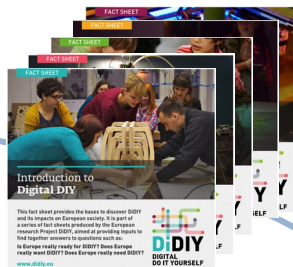 FACT SHEET
FACT SHEET
FACT SHEET
FACT SHEET
FACT SHEET
Introduction to
Digital DIY
This fact sheet provides the bases to discover DiDIY
and its impacts on European society. It is part of
a series of fact sheets produced by the European
research Project DiDIY, aimed at providing inputs to
find together answers to questions such as:
Is Europe really ready for DiDIY? Does Europe
really want DiDIY? Does Europe really need DiDIY?
www.didiy.eu
DiDIY
DIGITAL
DO IT YOURSELF
Y
ELF
Y
SELF